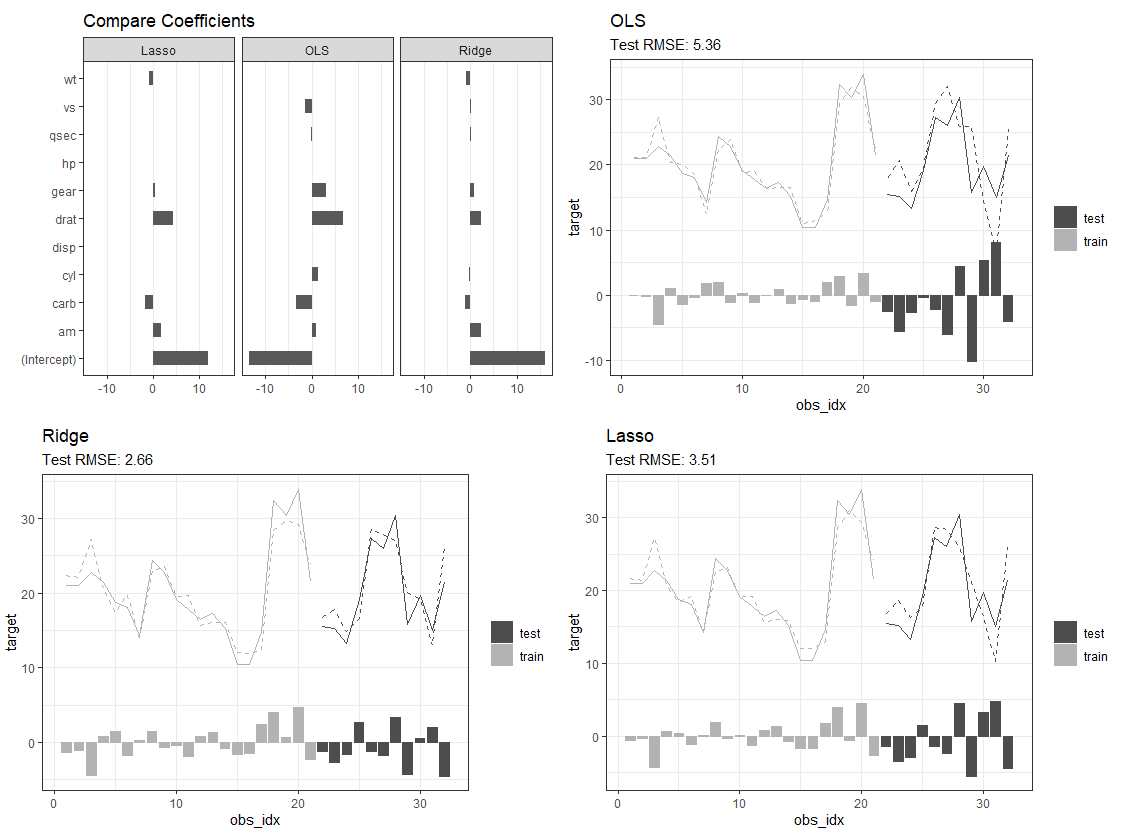 Compare Coefficients
Lasso OLS Ridge
wt
vs
qsec
hp
gear
drat
disp
cyl
carb
am
(Intercept)
-10 0 10 -10 0 10 -10 0 10
OLS
Test RMSE: 5.36
target
30
20
10
0
-10
0 10 20 30
obs_idx
test
train
Ridge
Test RMSE: 2.66
target
30
20
10
0
0 10 20 30
obs_idx
test
train
Lasso
Test RMSE: 3.51
target
30
20
10
0
0 10 20 30
obs_idx
test
train